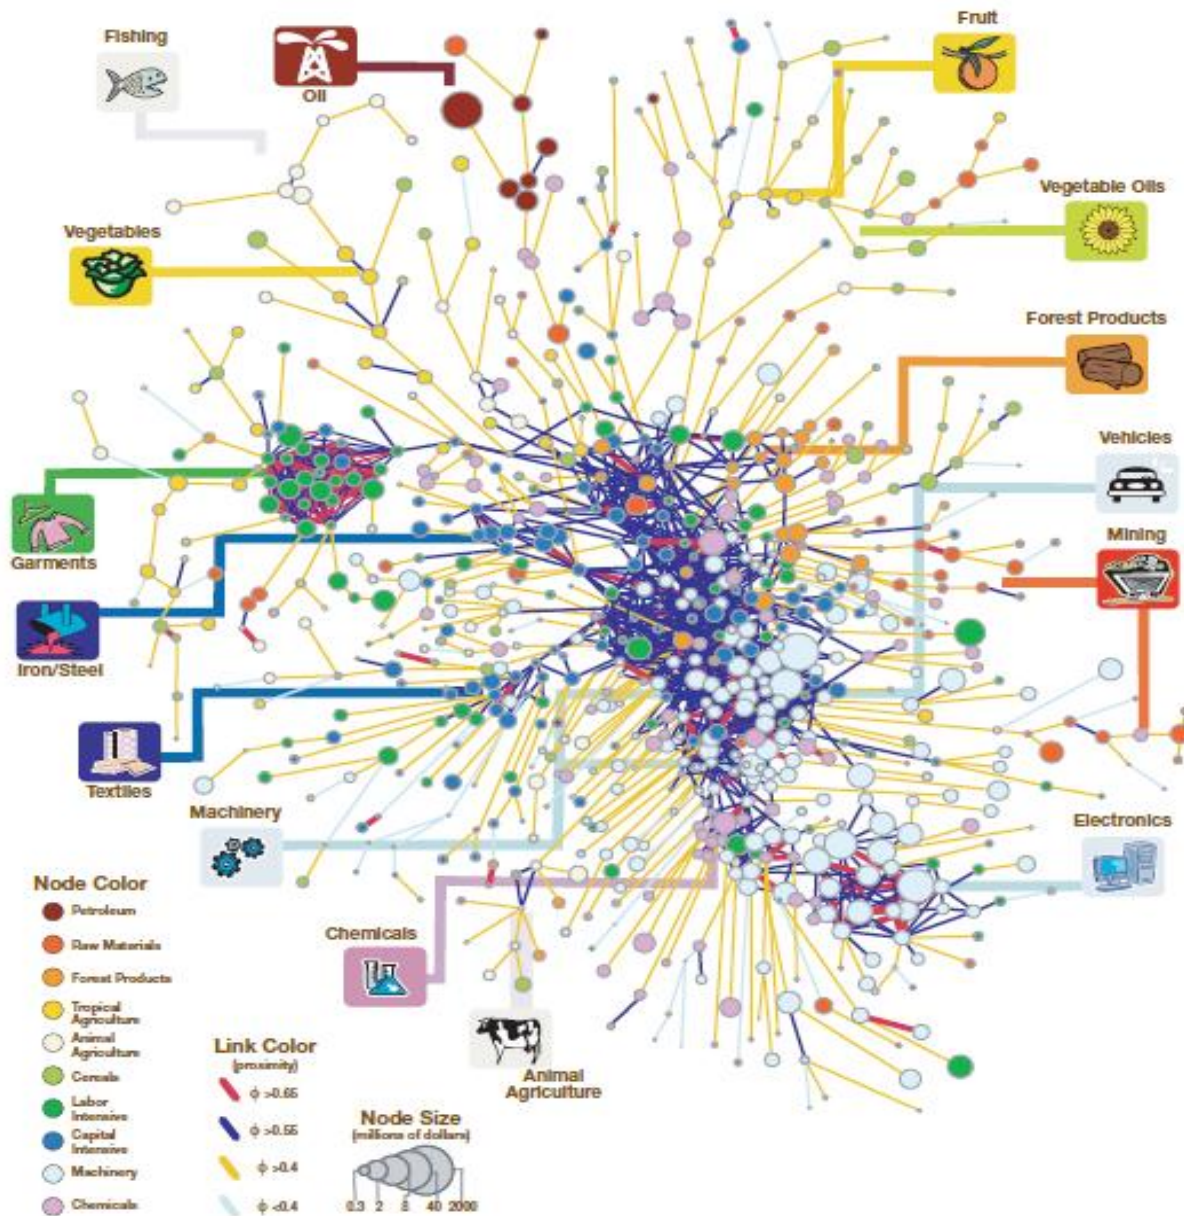 Fishing
Oil
Fruit
Vegetable Oils
Vegetables
Forest Products
Vehicles
Mining
Garments
Iron/Steel
Textiles
Machinery
Electronics
Chemicals
Animal
Agriculture
Node Color
Petroleum
Raw Materials
Forest Products
Tropical
Agriculture
Animal
Agriculture
Cereals
Labor
Intensive
Capital
Intensive
Machinery
Chemicals
Link Color
(proximity)
ϕ >0.65
ϕ >0.55
ϕ >0.4
ϕ <0.4
Node Size
(millions of dollars)
0.3 2 8 40 2000